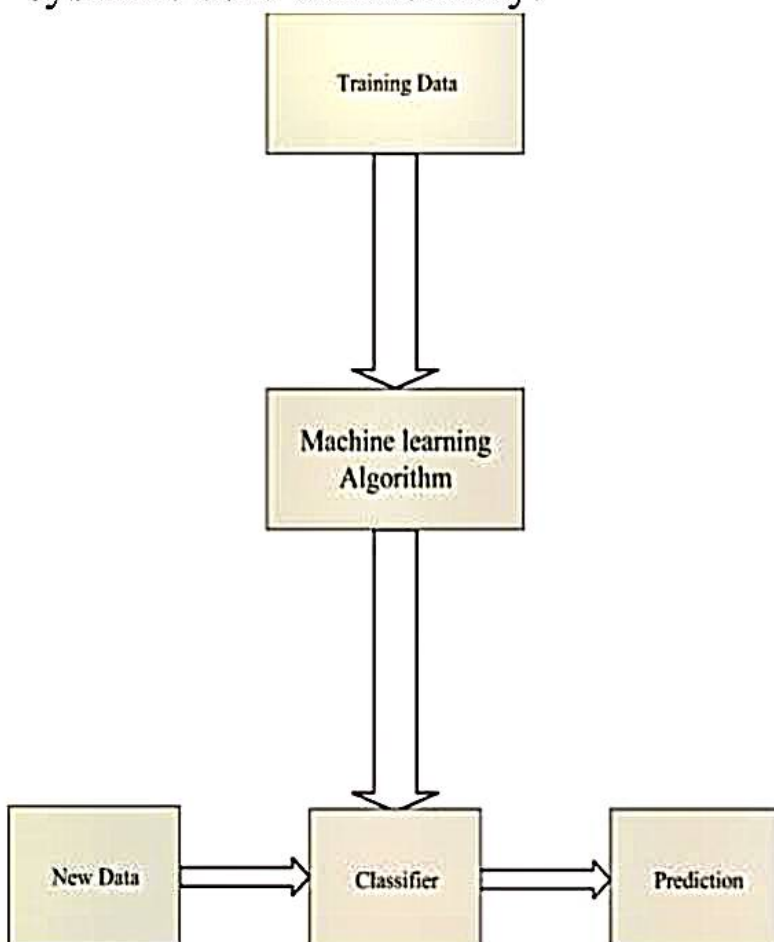 Training Data
Machine learning
Algorithm
New Data
Classifier
Prediction